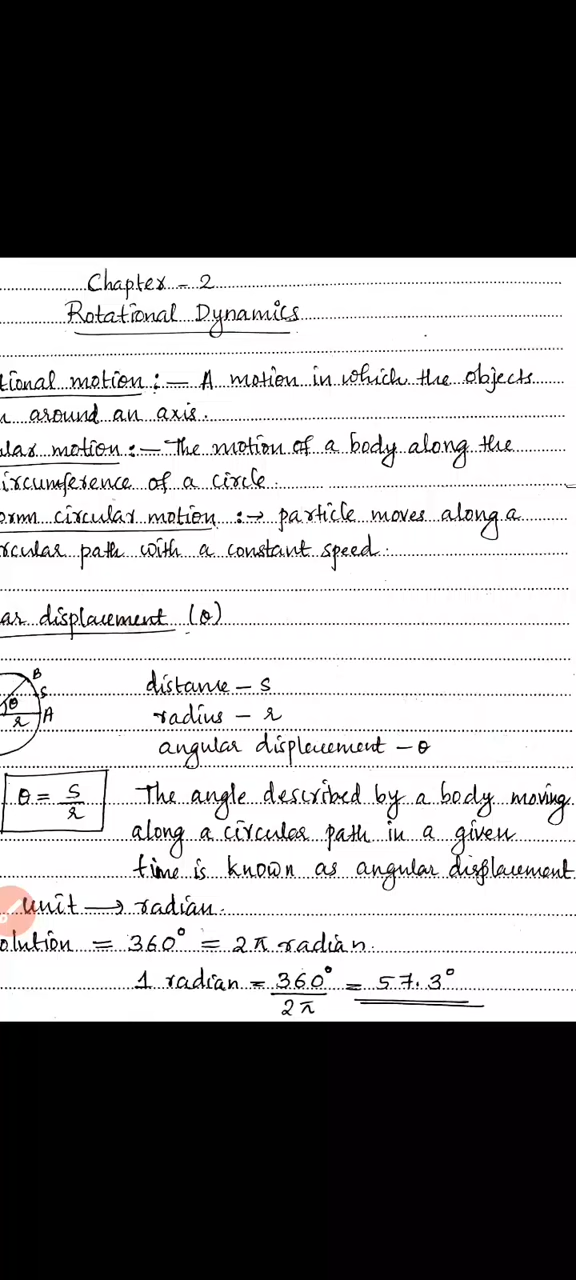 Chapter - 2
Rotational Dynamics
tional motion :- A motion in which the objects
n around an axis.
ular motion :- The motion of a body along the
ircumference of a circle.
orm circular motion :→ particle moves along a
rcular path with a constant speed.
ar displacement (θ)
B
S
θ
r A
distance - s
radius - r
angular displacement - θ
θ = s/r
The angle described by a body moving
along a circular path in a given
time is known as angular displacement
unit → radian.
olution = 360° = 2π radian.
1 radian = 360°/2π = 57.3°